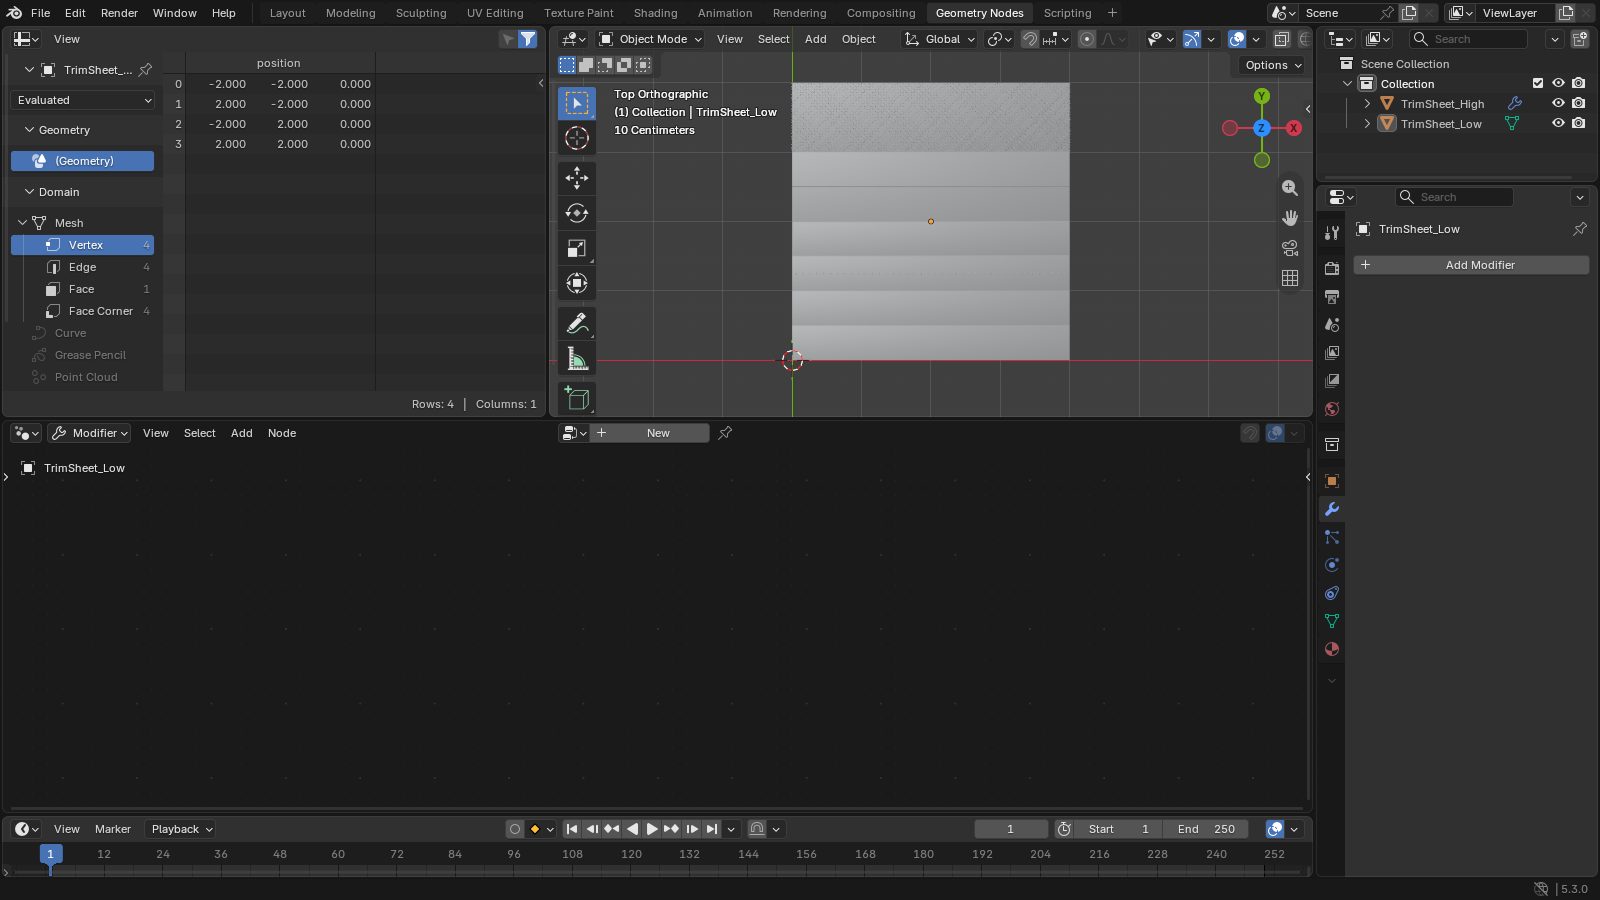 File Edit Render Window Help Layout Modeling Sculpting UV Editing Texture Paint Shading Animation Rendering Compositing Geometry Nodes Scripting + Scene ViewLayer
View
TrimSheet_...
Evaluated
Geometry
(Geometry)
Domain
Mesh
Vertex 4
Edge 4
Face 1
Face Corner 4
Curve
Grease Pencil
Point Cloud
position
0 -2.000 -2.000 0.000
1 2.000 -2.000 0.000
2 -2.000 2.000 0.000
3 2.000 2.000 0.000
Rows: 4 | Columns: 1
Object Mode View Select Add Object Global
Options
Top Orthographic
(1) Collection | TrimSheet_Low
10 Centimeters
Y
Z X
Search
Scene Collection
Collection
TrimSheet_High
TrimSheet_Low
Search
TrimSheet_Low
+ Add Modifier
Modifier View Select Add Node + New
TrimSheet_Low
View Marker Playback 1 Start 1 End 250
1 12 24 36 48 60 72 84 96 108 120 132 144 156 168 180 192 204 216 228 240 252
5.3.0